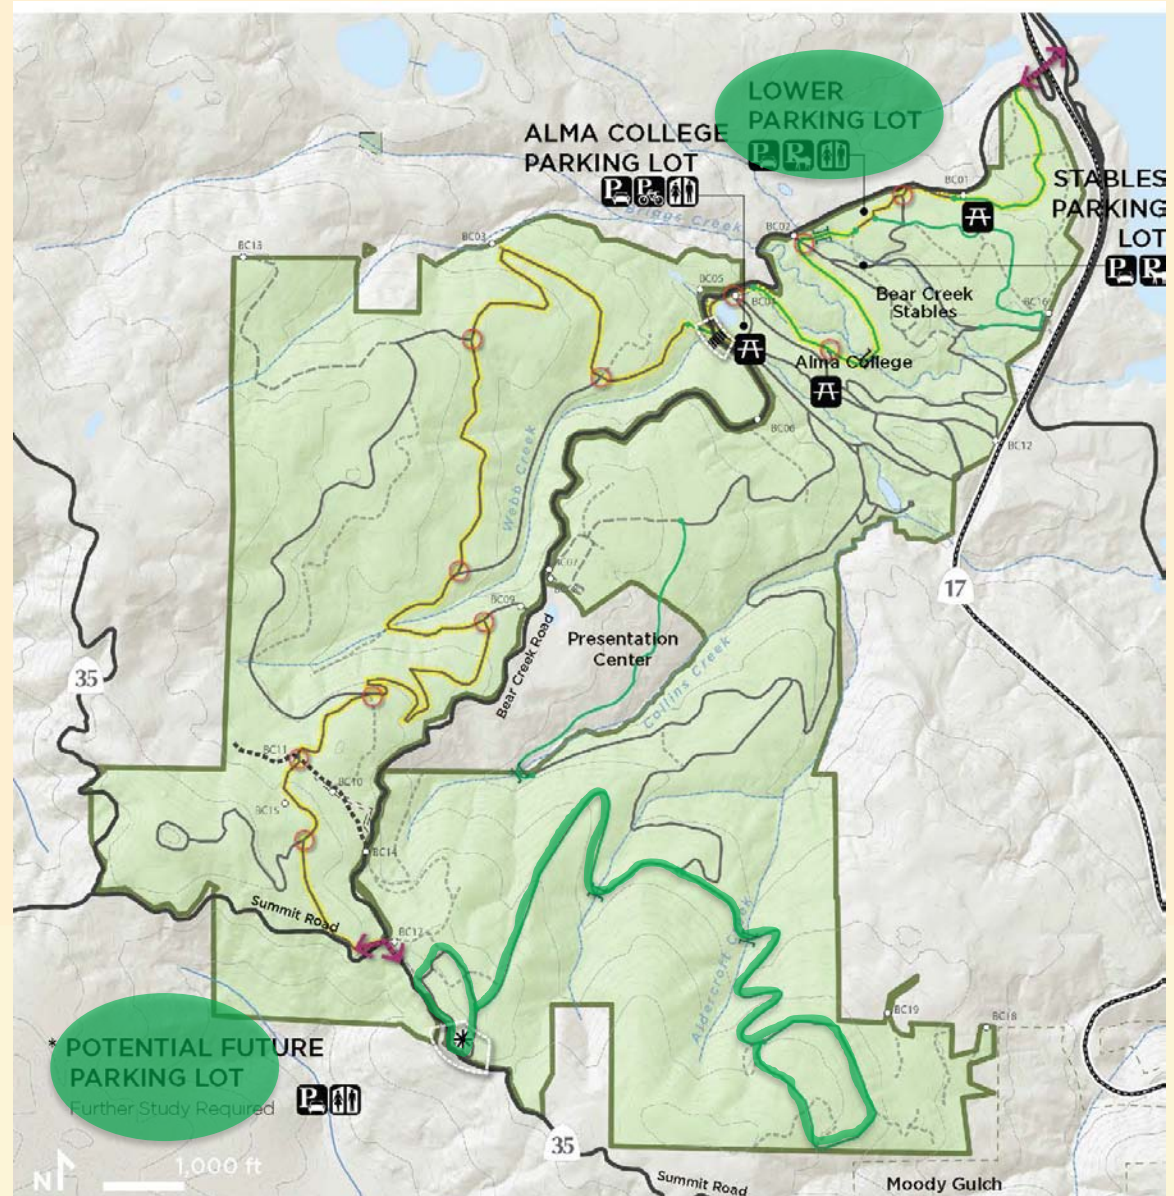 LOWER
PARKING LOT
ALMA COLLEGE
PARKING LOT
STABLES
PARKING
LOT
BC01
Briggs Creek
BC02
BC03
BC13
BC05
BC04
Bear Creek
Stables
BC16
Alma College
BC06
BC12
Webb Creek
17
BC07
BC09
Presentation
Center
Bear Creek Road
Collins Creek
35
BC11
BC10
BC15
BC14
Summit Road
BC17
Aldercroft Creek
BC19
BC18
* POTENTIAL FUTURE
PARKING LOT
Further Study Required
35
N
1,000 ft
Summit Road
Moody Gulch